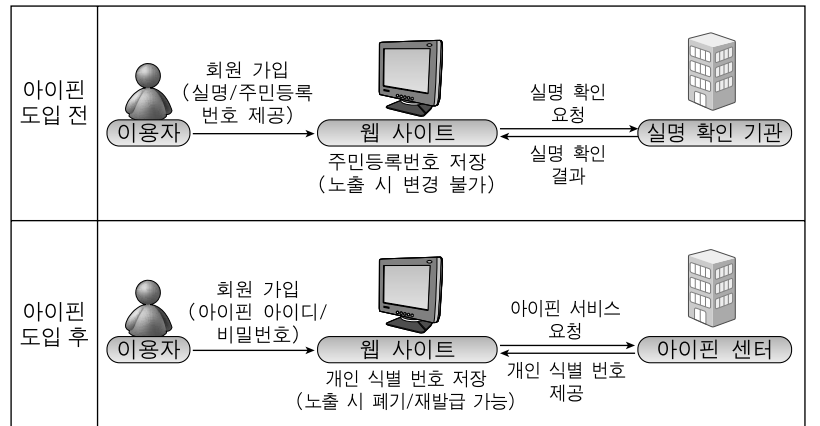 아이핀
도입 전
회원 가입
(실명/주민등록
번호 제공)
이용자
웹 사이트
주민등록번호 저장
(노출 시 변경 불가)
실명 확인
요청
실명 확인
결과
실명 확인 기관
아이핀
도입 후
회원 가입
(아이핀 아이디/
비밀번호)
이용자
웹 사이트
개인 식별 번호 저장
(노출 시 폐기/재발급 가능)
아이핀 서비스
요청
개인 식별 번호
제공
아이핀 센터